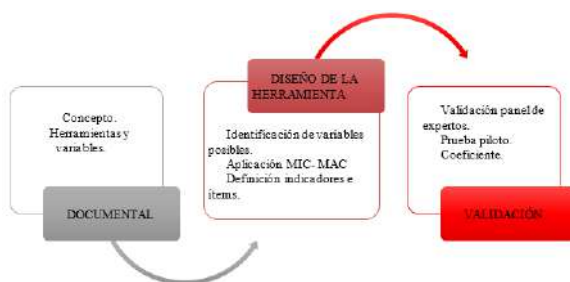 Concepto.
Herramientas y
variables.
DOCUMENTAL
DISEÑO DE LA
HERRAMIENTA
Identificación de variables
posibles.
Aplicación MIC- MAC
Definición indicadores e
ítems.
Validación panel de
expertos.
Prueba piloto.
Coeficiente.
VALIDACIÓN